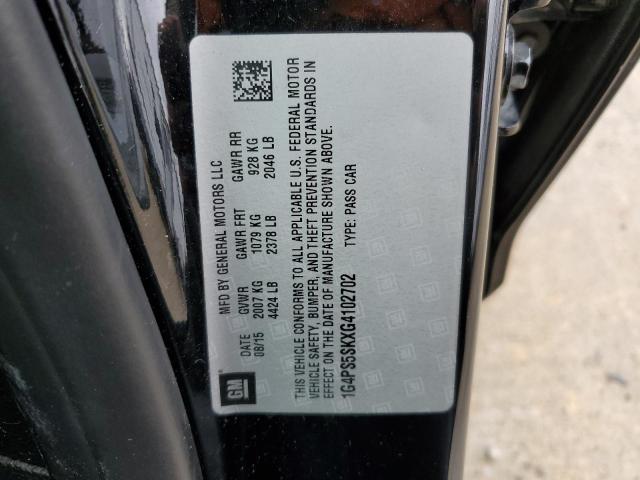 GM
MFD BY GENERAL MOTORS LLC
DATE GVWR GAWR FRT GAWR RR
08/15 2007 KG 1079 KG 928 KG
4424 LB 2378 LB 2046 LB
THIS VEHICLE CONFORMS TO ALL APPLICABLE U.S. FEDERAL MOTOR
VEHICLE SAFETY, BUMPER, AND THEFT PREVENTION STANDARDS IN
EFFECT ON THE DATE OF MANUFACTURE SHOWN ABOVE.
1G4PS5SKXG4102702 TYPE: PASS CAR